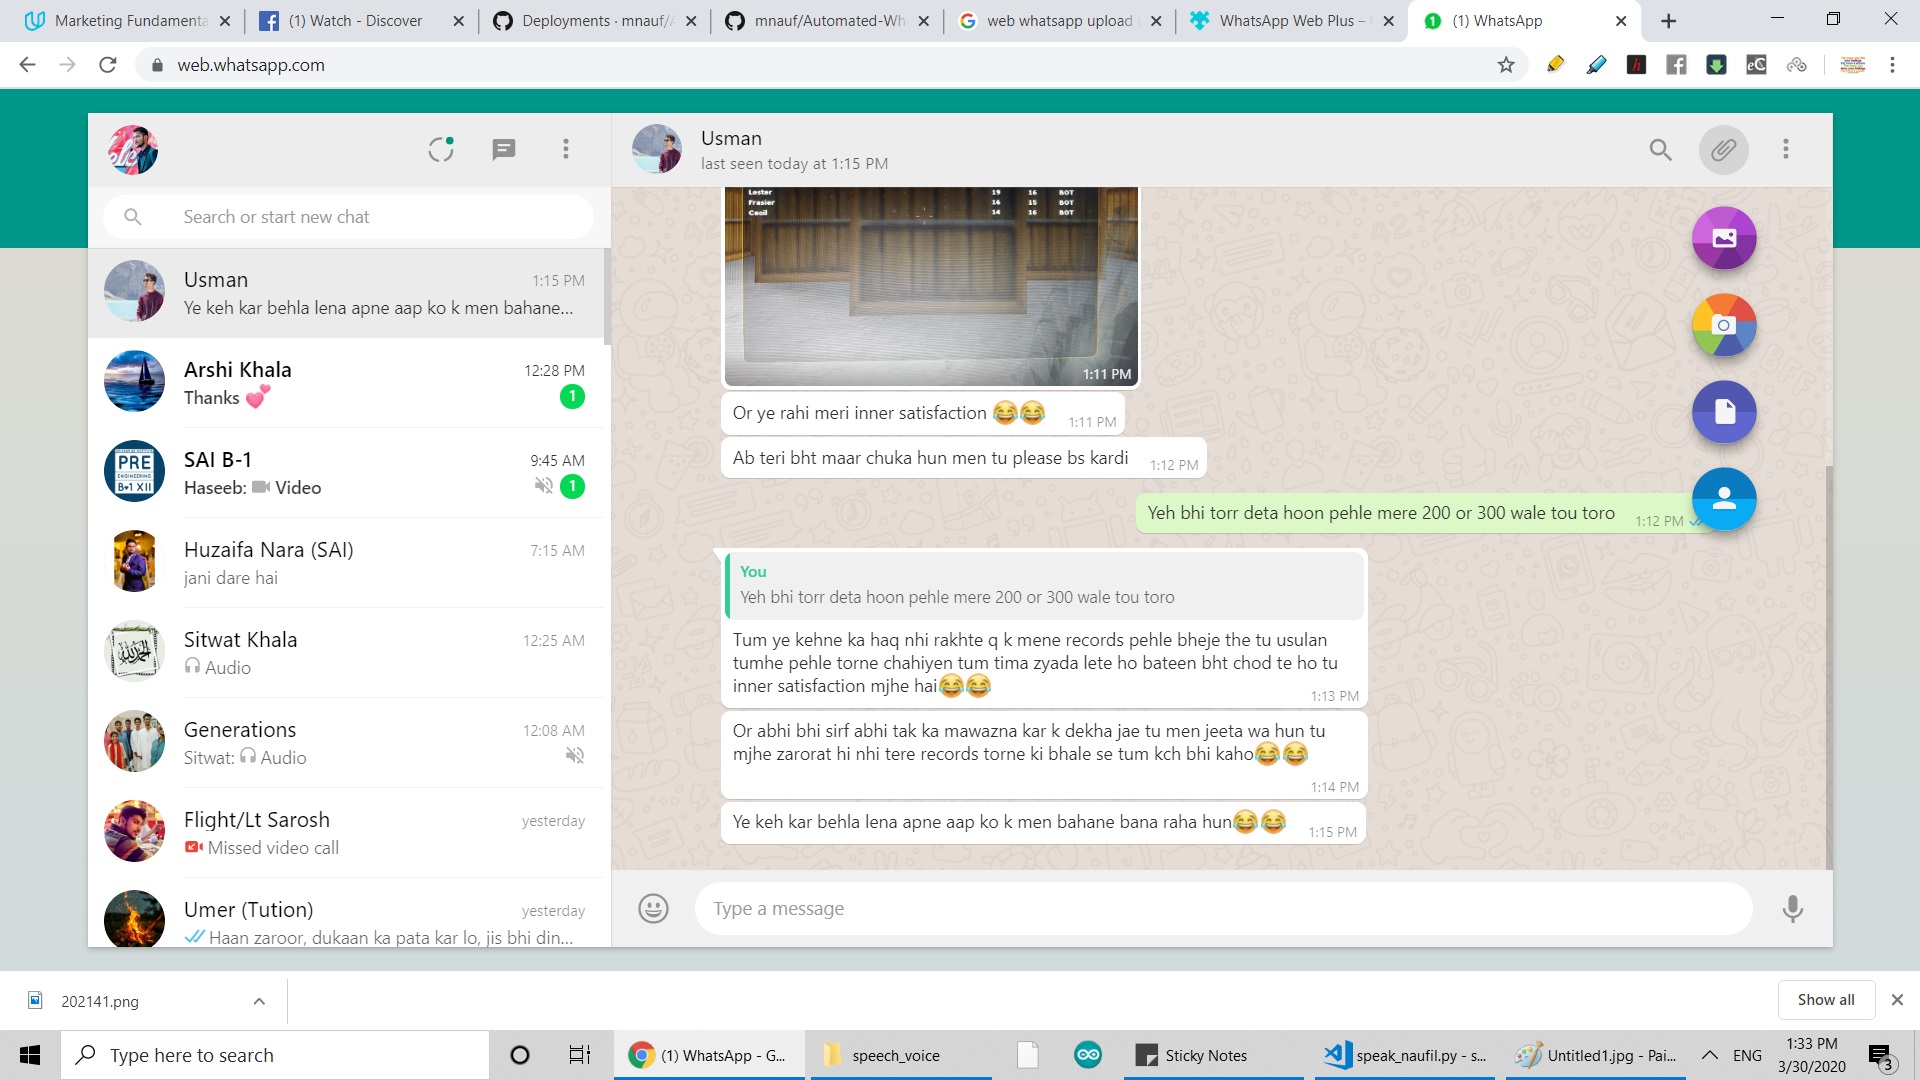 Marketing Fundamenta
(1) Watch - Discover
Deployments · mnauf/A
mnauf/Automated-Wh
web whatsapp upload
WhatsApp Web Plus –
(1) WhatsApp
web.whatsapp.com
Usman
last seen today at 1:15 PM
Search or start new chat
Usman
1:15 PM
Ye keh kar behla lena apne aap ko k men bahane...
Arshi Khala
12:28 PM
Thanks 💕
1
PRE
ENGINEERING
B•1 XII
SAI B-1
9:45 AM
Haseeb: Video
1
Huzaifa Nara (SAI)
7:15 AM
jani dare hai
Sitwat Khala
12:25 AM
Audio
Generations
12:08 AM
Sitwat: Audio
Flight/Lt Sarosh
yesterday
Missed video call
Umer (Tution)
yesterday
Haan zaroor, dukaan ka pata kar lo, jis bhi din...
Lester 19 16 BOT
Frasier 16 15 BOT
Cecil 14 16 BOT
1:11 PM
Or ye rahi meri inner satisfaction 😂😂 1:11 PM
Ab teri bht maar chuka hun men tu please bs kardi 1:12 PM
Yeh bhi torr deta hoon pehle mere 200 or 300 wale tou toro 1:12 PM
You
Yeh bhi torr deta hoon pehle mere 200 or 300 wale tou toro
Tum ye kehne ka haq nhi rakhte q k mene records pehle bheje the tu usulan
tumhe pehle torne chahiyen tum tima zyada lete ho bateen bht chod te ho tu
inner satisfaction mjhe hai😂😂
1:13 PM
Or abhi bhi sirf abhi tak ka mawazna kar k dekha jae tu men jeeta wa hun tu
mjhe zarorat hi nhi tere records torne ki bhale se tum kch bhi kaho😂😂
1:14 PM
Ye keh kar behla lena apne aap ko k men bahane bana raha hun😂😂 1:15 PM
Type a message
202141.png
Show all
Type here to search
(1) WhatsApp - G...
speech_voice
Sticky Notes
speak_naufil.py - s...
Untitled1.jpg - Pai...
ENG
1:33 PM
3/30/2020
3